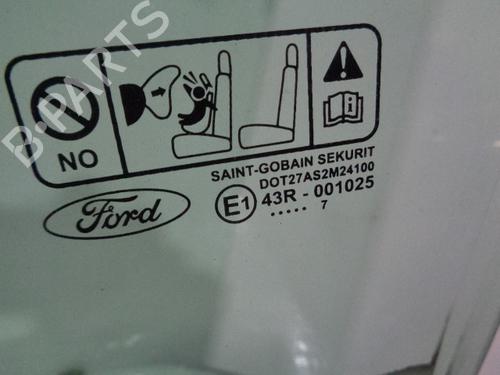 B-PARTS
NO
SAINT-GOBAIN SEKURIT
DOT27AS2M24100
E1 43R - 001025
..... 7
Ford